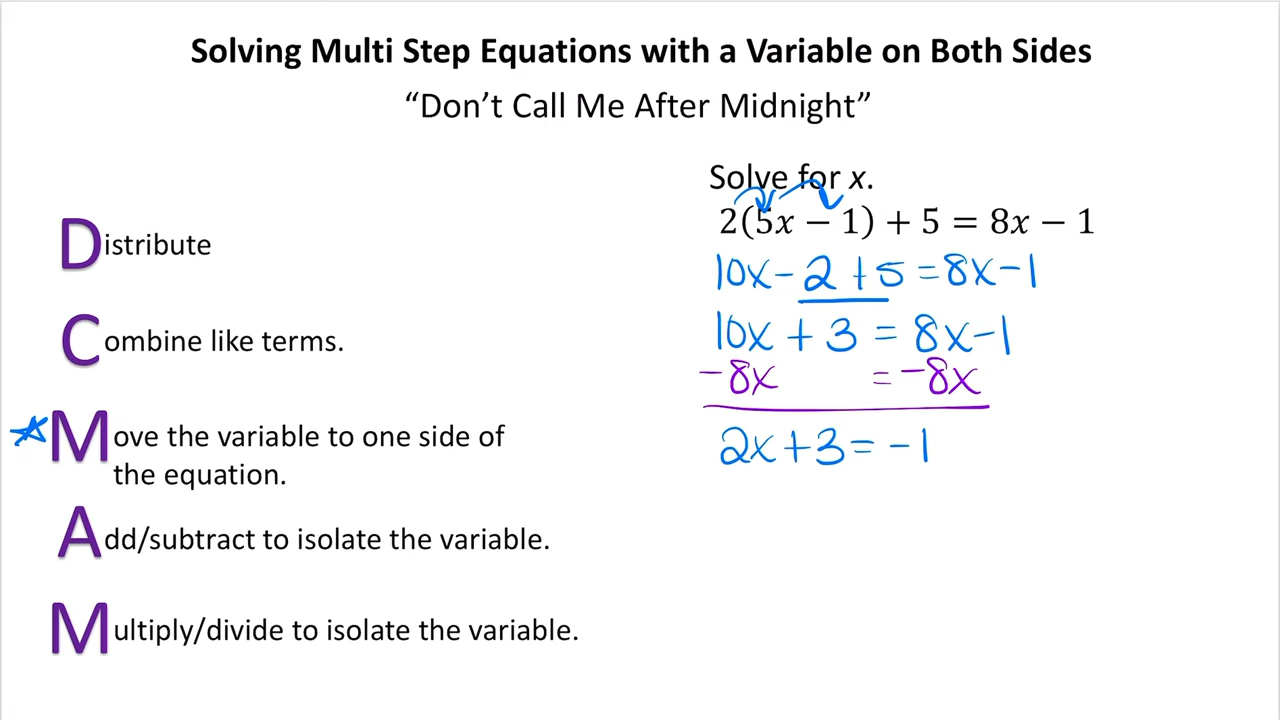 Solving Multi Step Equations with a Variable on Both Sides
“Don’t Call Me After Midnight”
Distribute
Combine like terms.
Move the variable to one side of
the equation.
Add/subtract to isolate the variable.
Multiply/divide to isolate the variable.
Solve for x.
2(5x − 1) + 5 = 8x − 1
10x - 2 + 5 = 8x - 1
10x + 3 = 8x - 1
-8x = -8x
2x + 3 = -1